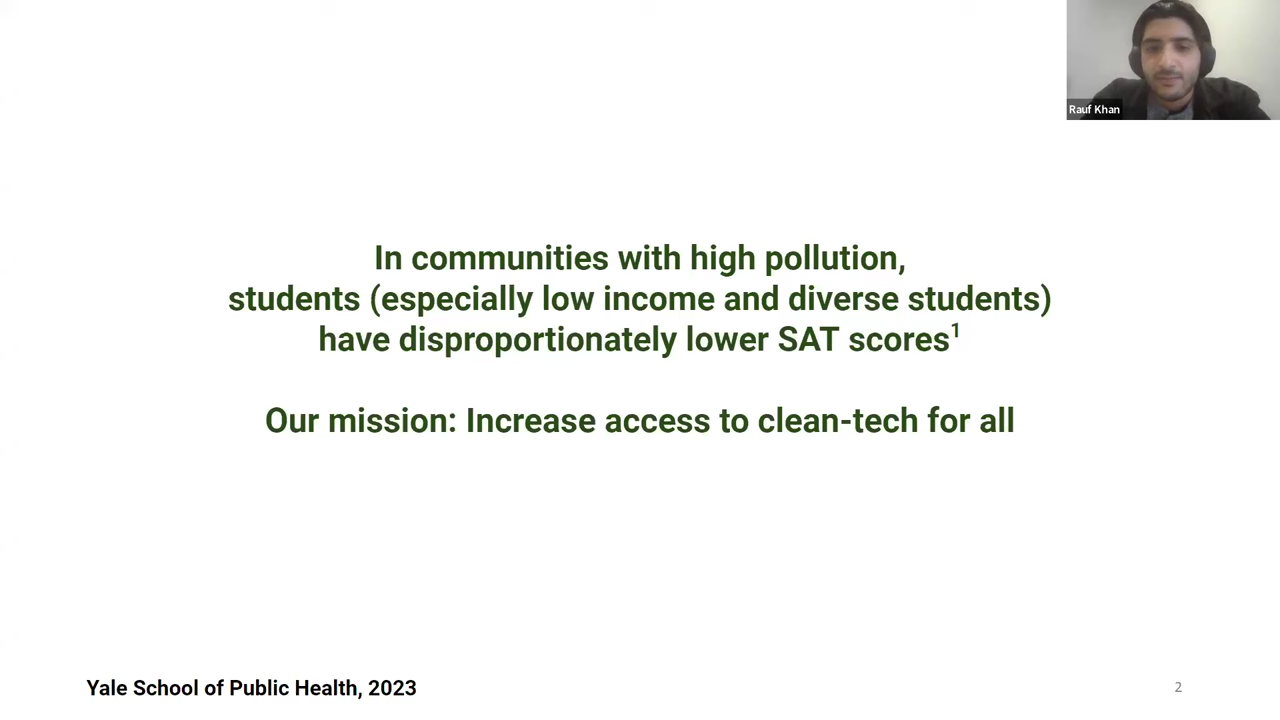 Rauf Khan
In communities with high pollution,
students (especially low income and diverse students)
have disproportionately lower SAT scores¹
Our mission: Increase access to clean-tech for all
Yale School of Public Health, 2023
2